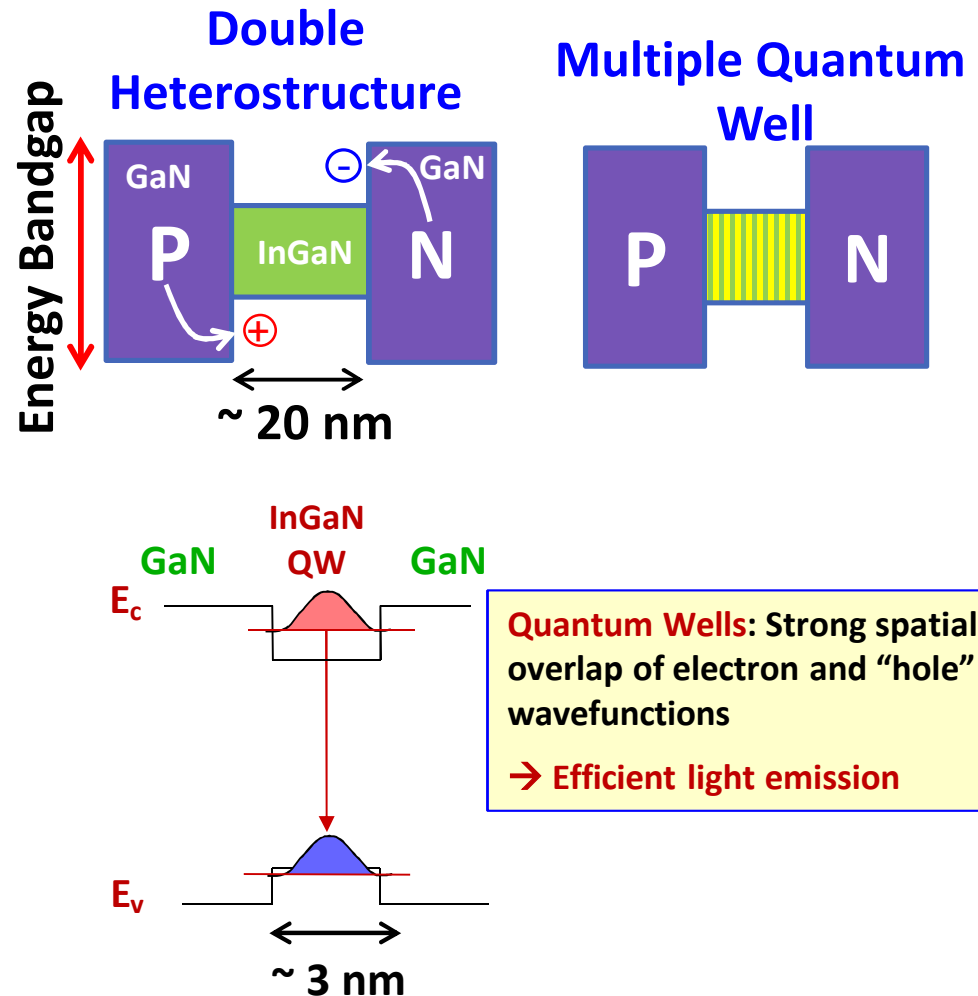 Double
Heterostructure
Multiple Quantum
Well
Energy Bandgap
GaN
P
InGaN
-
+
GaN
N
P
N
~ 20 nm
InGaN
QW
GaN
GaN
Ec
Ev
~ 3 nm
Quantum Wells: Strong spatial
overlap of electron and “hole”
wavefunctions
→ Efficient light emission